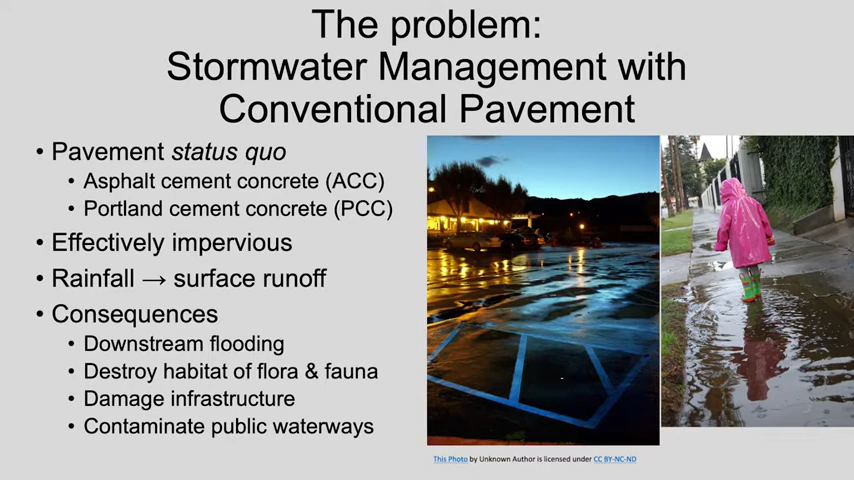 The problem:
Stormwater Management with
Conventional Pavement
• Pavement status quo
• Asphalt cement concrete (ACC)
• Portland cement concrete (PCC)
• Effectively impervious
• Rainfall → surface runoff
• Consequences
• Downstream flooding
• Destroy habitat of flora & fauna
• Damage infrastructure
• Contaminate public waterways
This Photo by Unknown Author is licensed under CC BY-NC-ND